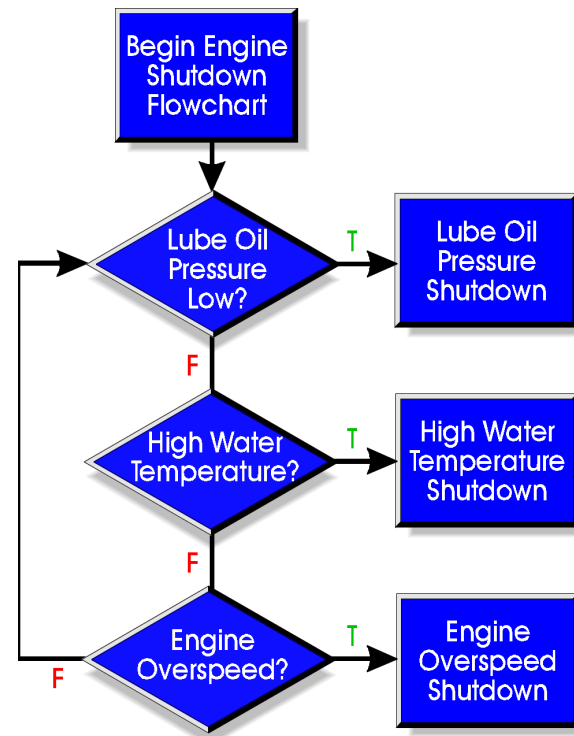 Begin Engine
Shutdown
Flowchart
Lube Oil
Pressure
Low?
T
Lube Oil
Pressure
Shutdown
F
High Water
Temperature?
T
High Water
Temperature
Shutdown
F
Engine
Overspeed?
T
Engine
Overspeed
Shutdown
F